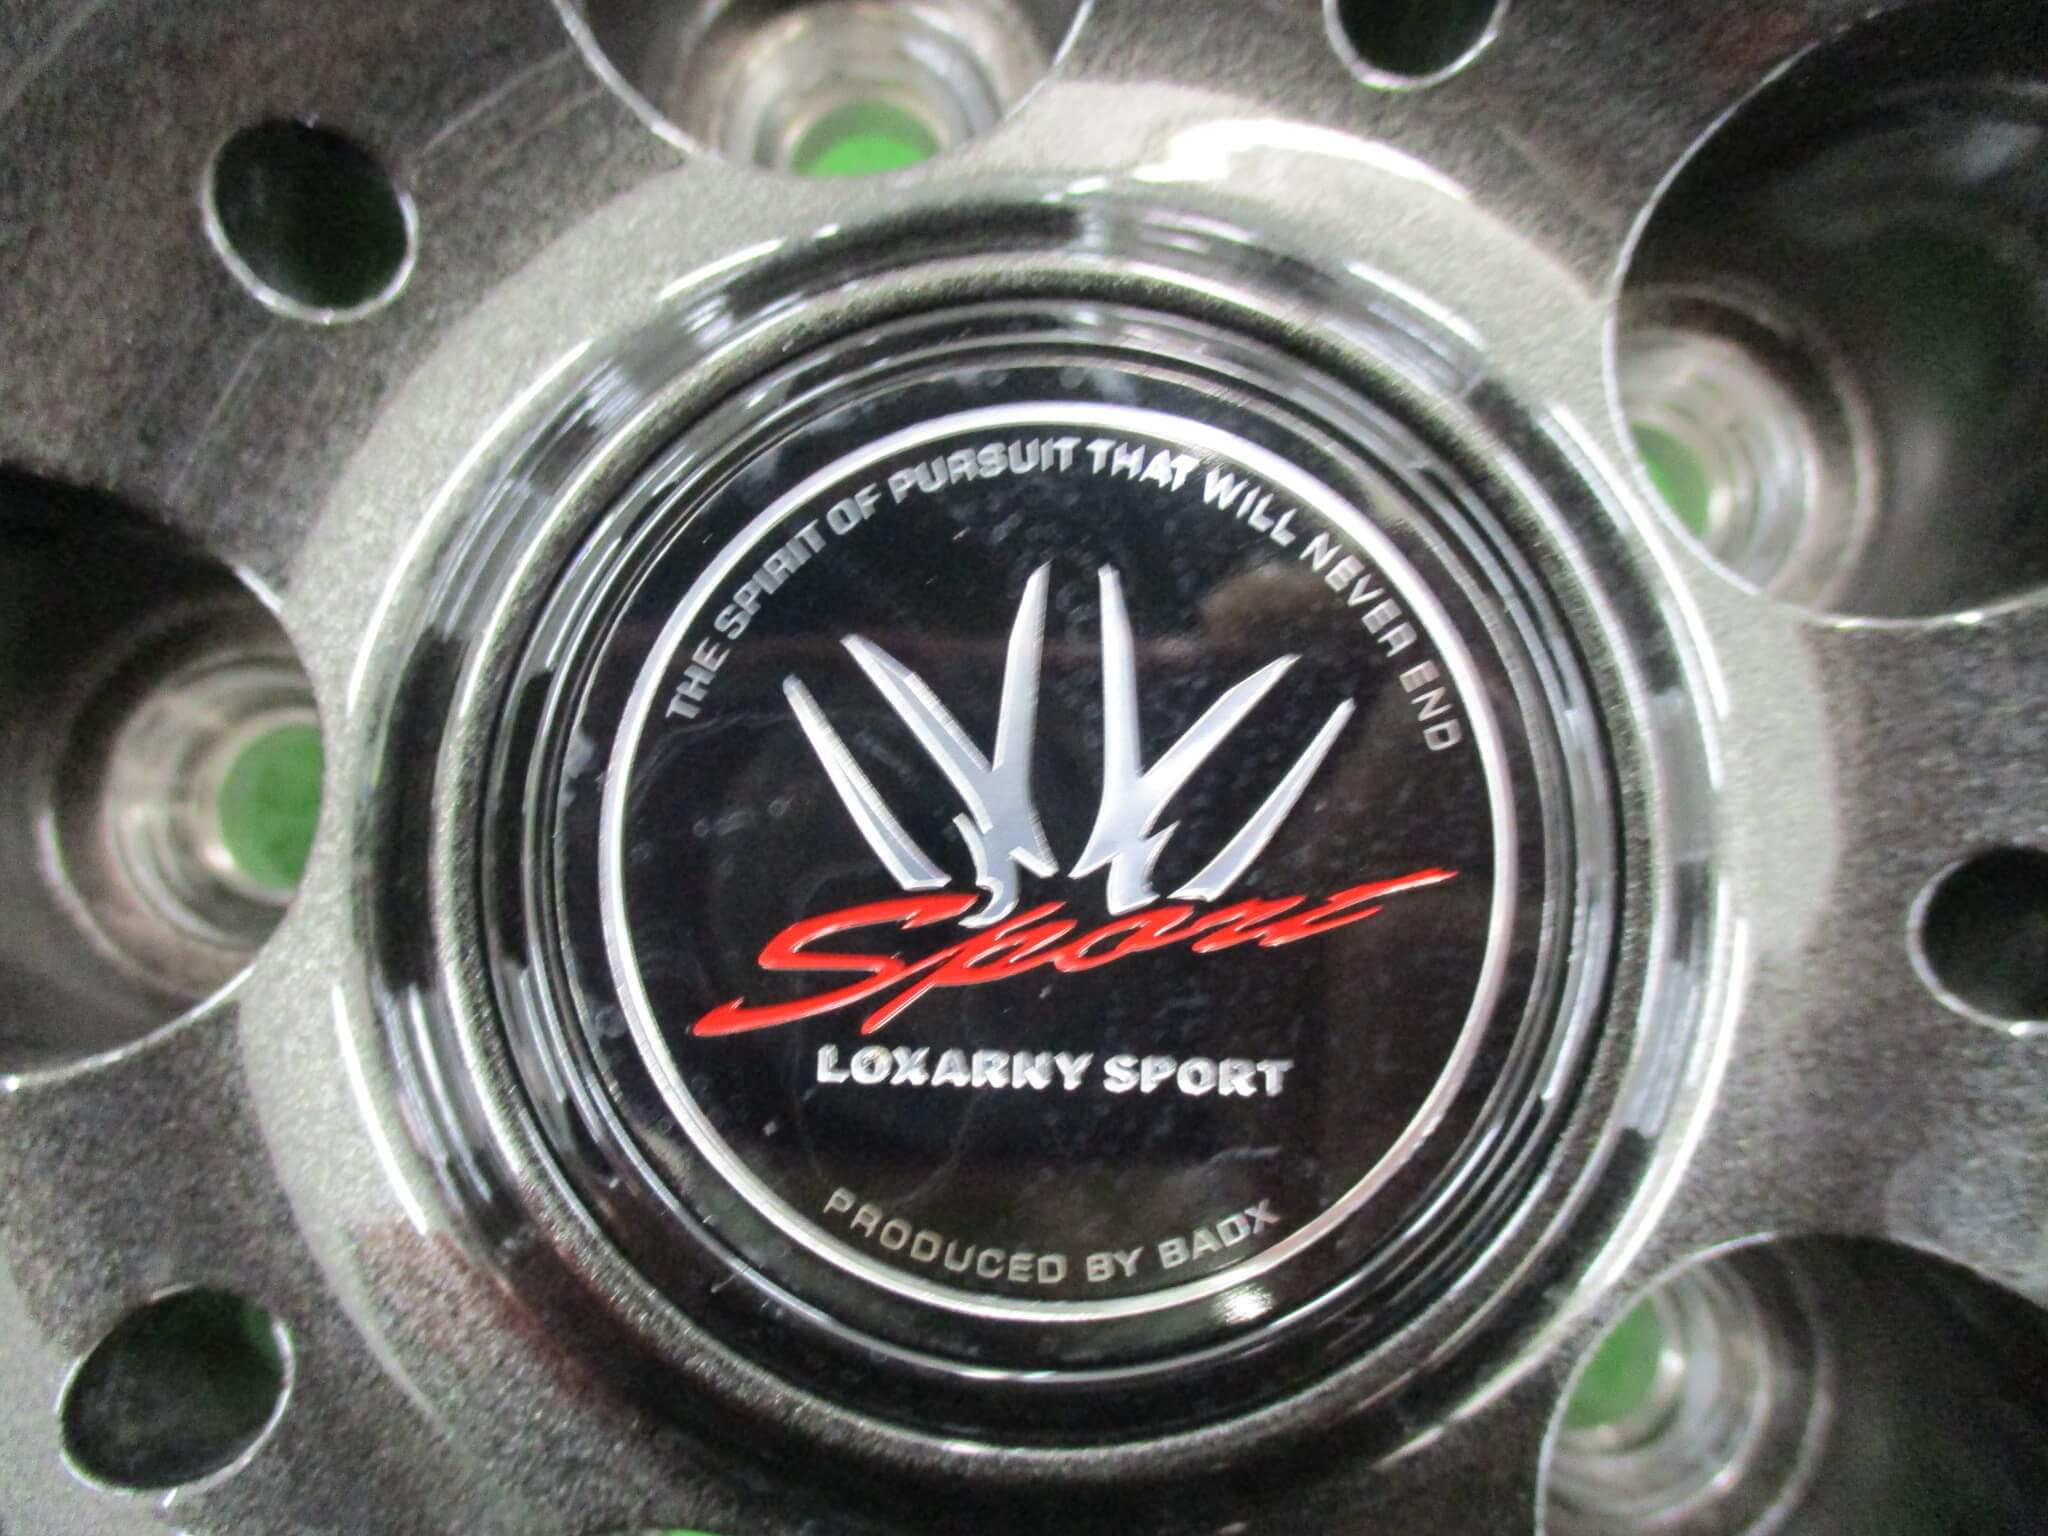 THE SPIRIT OF PURSUIT THAT WILL NEVER END
Sport
LOXARNY SPORT
PRODUCED BY BADX